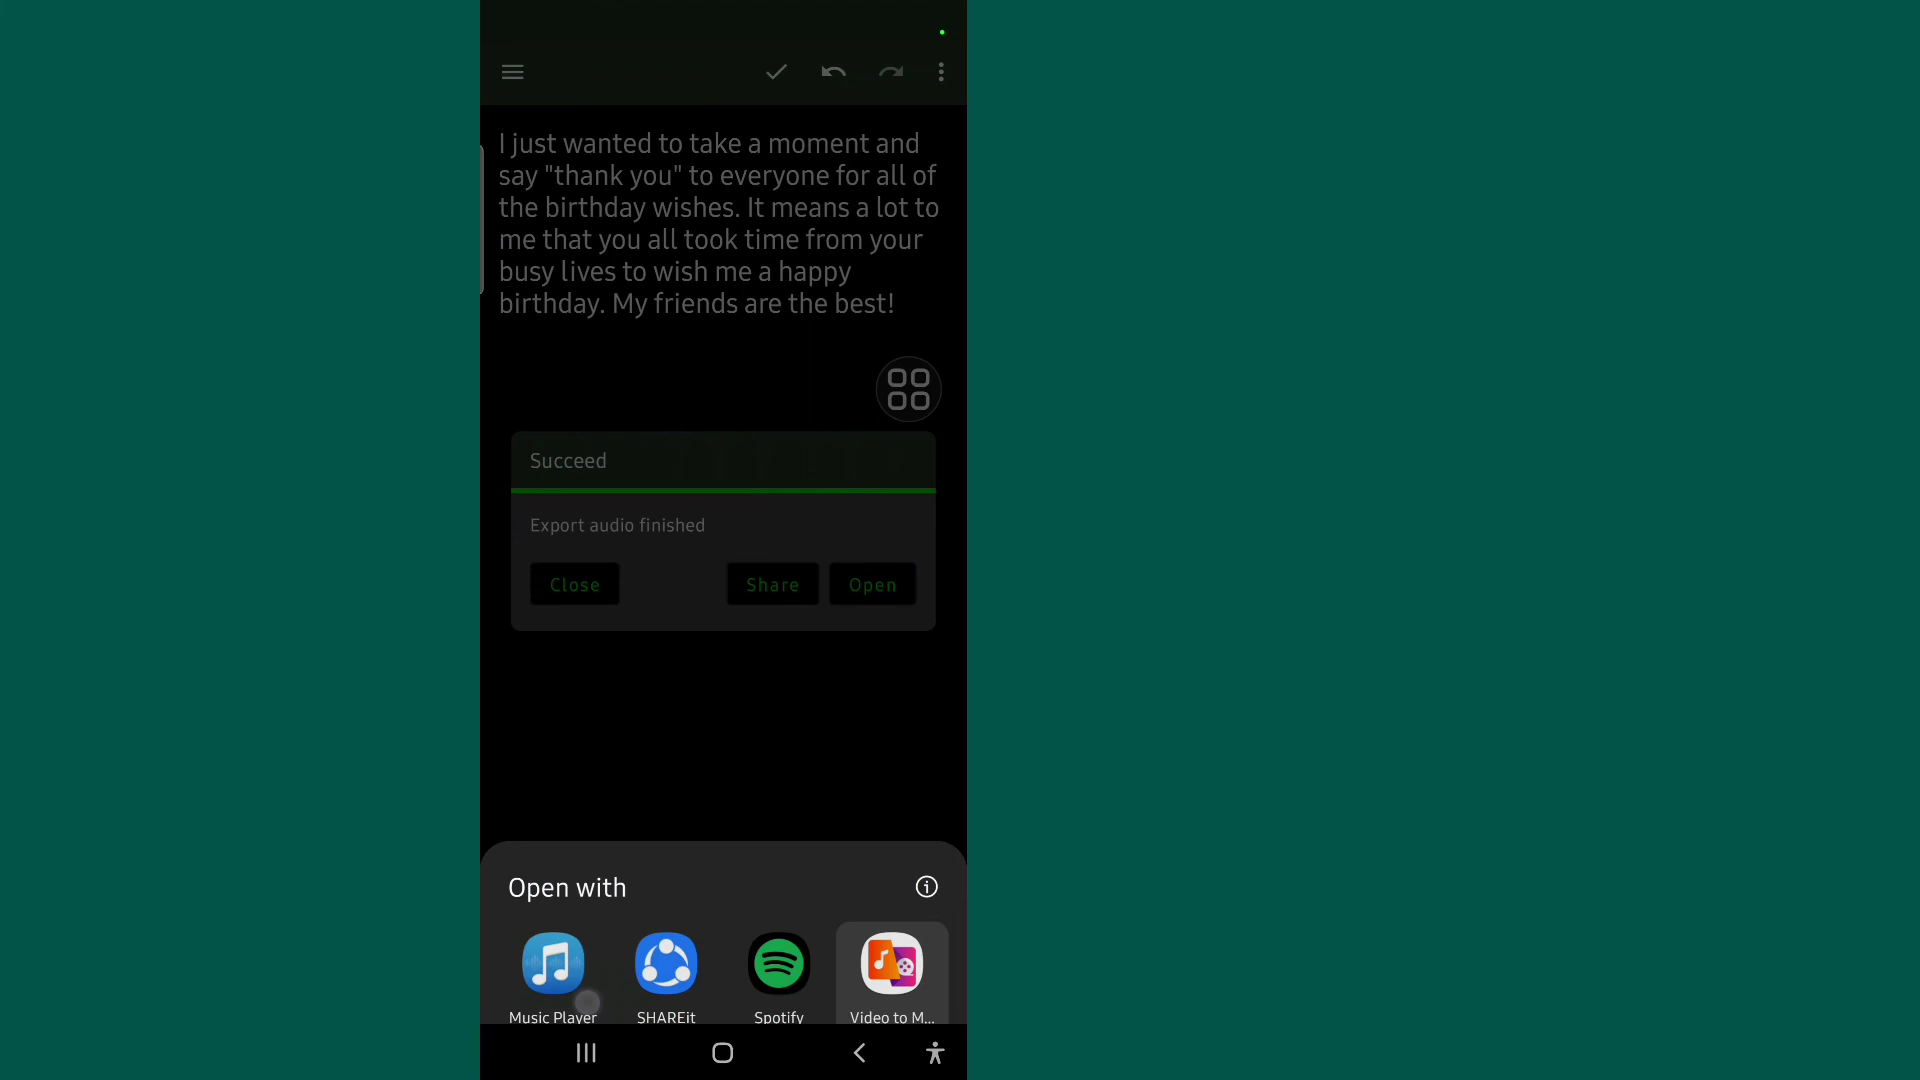 I just wanted to take a moment and
say "thank you" to everyone for all of
the birthday wishes. It means a lot to
me that you all took time from your
busy lives to wish me a happy
birthday. My friends are the best!
Succeed
Export audio finished
Close Share Open
Open with
Music Player SHAREit Spotify Video to M...